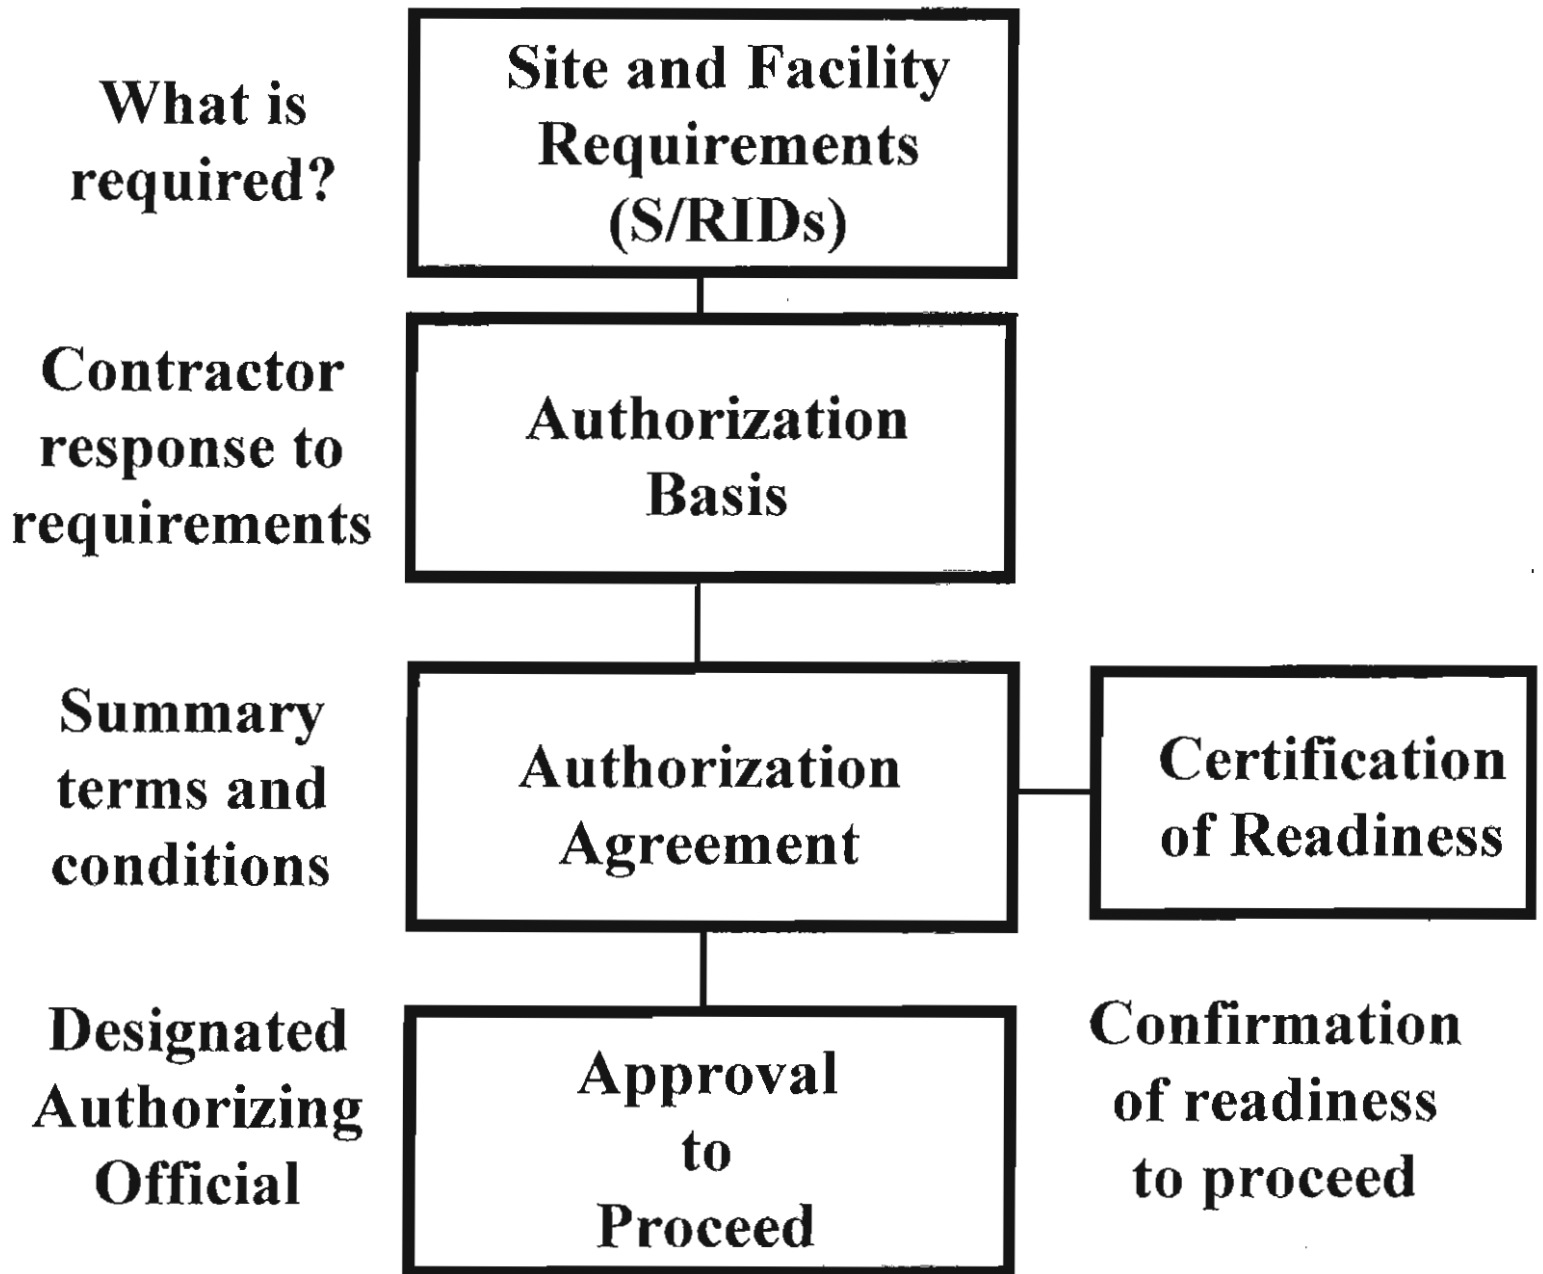 What is
required?
Site and Facility
Requirements
(S/RIDs)
Contractor
response to
requirements
Authorization
Basis
Summary
terms and
conditions
Authorization
Agreement
Certification
of Readiness
Designated
Authorizing
Official
Approval
to
Proceed
Confirmation
of readiness
to proceed